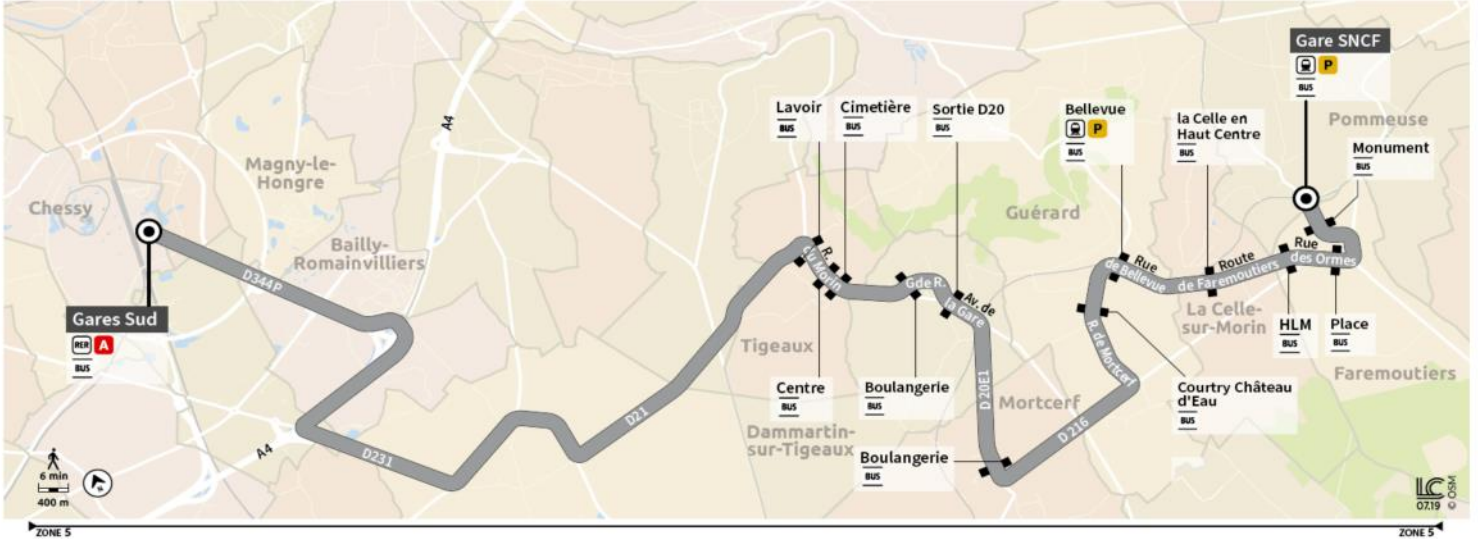 Gare SNCF
P
BUS
Pommeuse
Monument
BUS
Lavoir
BUS
Cimetière
BUS
Sortie D20
BUS
Bellevue
P
BUS
la Celle en
Haut Centre
BUS
A4
Magny-le-
Hongre
Chessy
Bailly-
Romainvilliers
Guérard
D344P
Gares Sud
RER A
BUS
R.
du Morin
Gde R.
Av. de
la Gare
Rue
de Bellevue
Route
de Faremoutiers
Rue
des Ormes
La Celle-
sur-Morin
HLM
BUS
Place
BUS
Tigeaux
R. de Mortcerf
Faremoutiers
Centre
BUS
Boulangerie
BUS
D20E1
Mortcerf
Courtry Château
d'Eau
BUS
D21
Dammartin-
sur-Tigeaux
D 216
Boulangerie
BUS
A4
D231
6 min
400 m
LC
07.19
© OSM
ZONE 5
ZONE 5